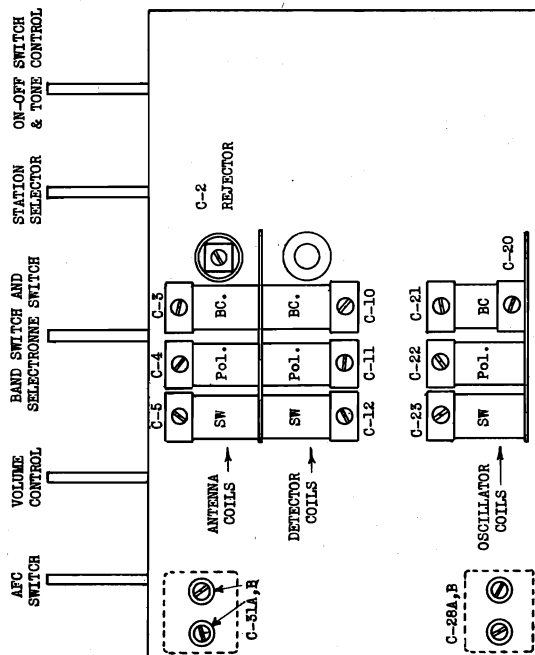 ON-OFF SWITCH
& TONE CONTROL
STATION
SELECTOR
BAND SWITCH AND
SELECTRONNE SWITCH
VOLUME
CONTROL
AFC
SWITCH
C-2
REJECTOR
C-3
C-4
C-5
BC.
Pol.
SW
BC.
Pol.
SW
C-10
C-11
C-12
ANTENNA
COILS
DETECTOR
COILS
C-20
C-21
C-22
C-23
BC
Pol.
SW
OSCILLATOR
COILS
C-31A,B
C-28A,B